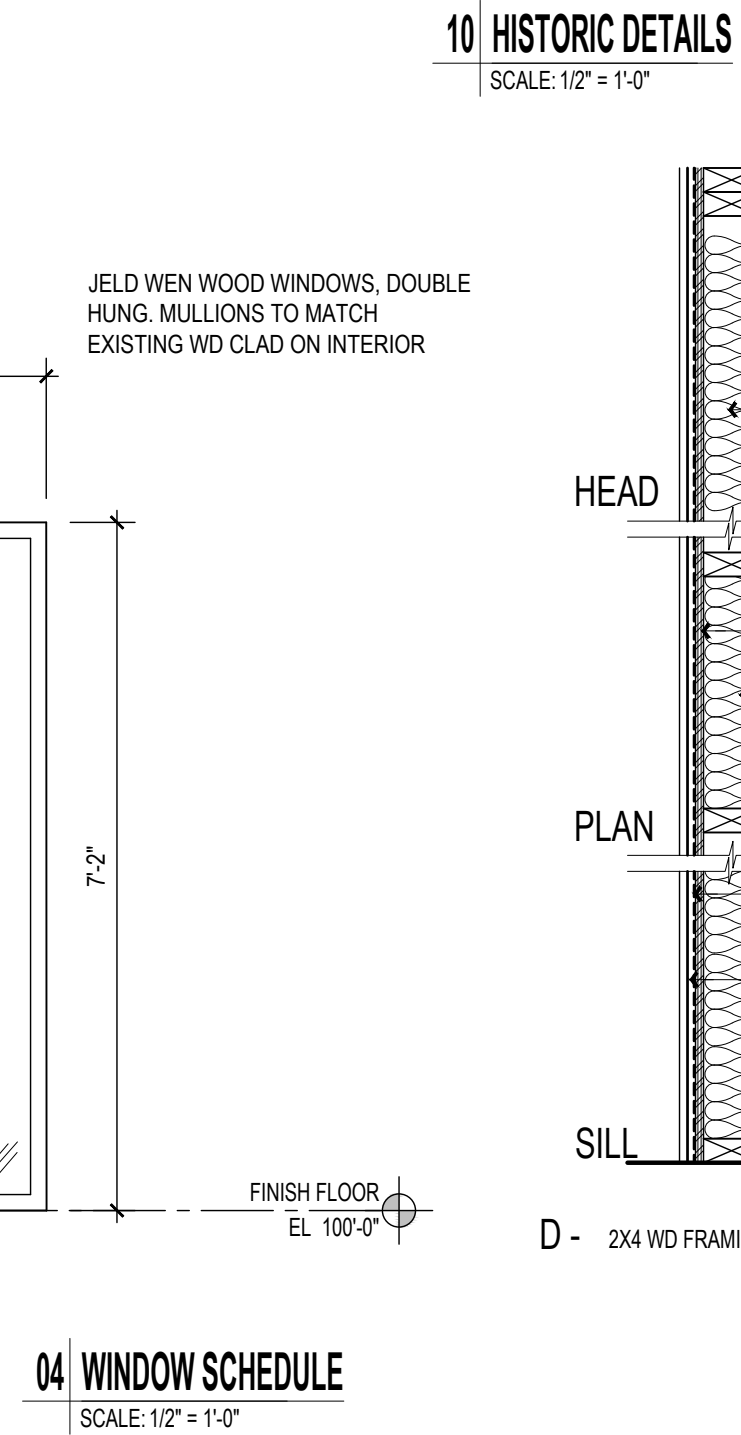 10 HISTORIC DETAILS
SCALE: 1/2" = 1'-0"
JELD WEN WOOD WINDOWS, DOUBLE
HUNG. MULLIONS TO MATCH
EXISTING WD CLAD ON INTERIOR
HEAD
7'-2"
PLAN
SILL
FINISH FLOOR
EL 100'-0"
D - 2X4 WD FRAMI
04 WINDOW SCHEDULE
SCALE: 1/2" = 1'-0"